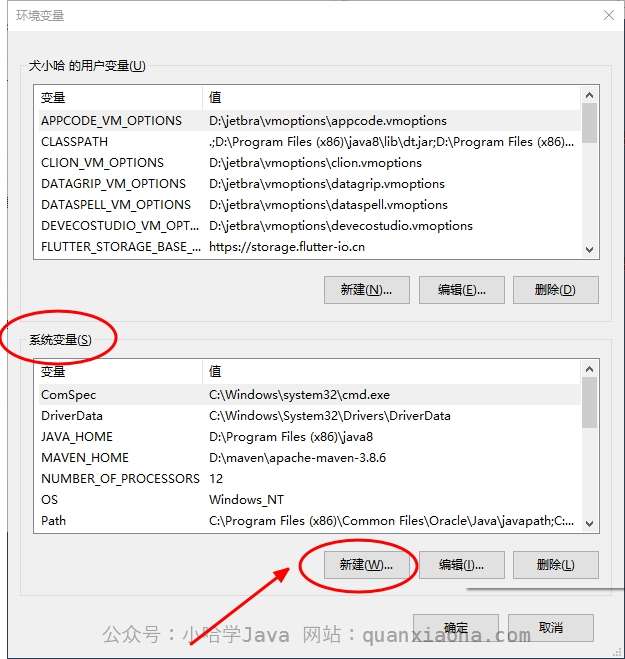 环境变量
犬小哈 的用户变量(U)
变量 值
APPCODE_VM_OPTIONS D:\jetbra\vmoptions\appcode.vmoptions
CLASSPATH .;D:\Program Files (x86)\java8\lib\dt.jar;D:\Program Files (x86)...
CLION_VM_OPTIONS D:\jetbra\vmoptions\clion.vmoptions
DATAGRIP_VM_OPTIONS D:\jetbra\vmoptions\datagrip.vmoptions
DATASPELL_VM_OPTIONS D:\jetbra\vmoptions\dataspell.vmoptions
DEVECOSTUDIO_VM_OPT... D:\jetbra\vmoptions\devecostudio.vmoptions
FLUTTER_STORAGE_BASE_... https://storage.flutter-io.cn
新建(N)... 编辑(E)... 删除(D)
系统变量(S)
变量 值
ComSpec C:\Windows\system32\cmd.exe
DriverData C:\Windows\System32\Drivers\DriverData
JAVA_HOME D:\Program Files (x86)\java8
MAVEN_HOME D:\maven\apache-maven-3.8.6
NUMBER_OF_PROCESSORS 12
OS Windows_NT
Path C:\Program Files (x86)\Common Files\Oracle\Java\javapath;C:...
新建(W)... 编辑(I)... 删除(L)
确定 取消
公众号：小哈学Java 网站：quanxiaoha.com